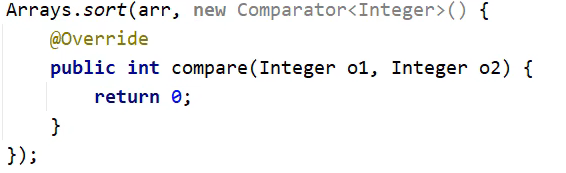 Arrays.sort(arr, new Comparator<Integer>() {
    @Override
    public int compare(Integer o1, Integer o2) {
        return 0;
    }
});